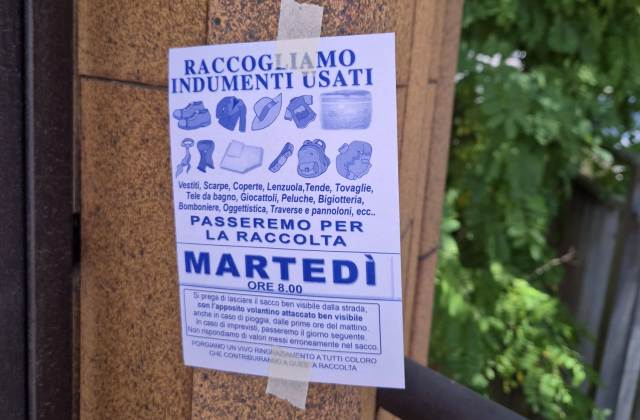 RACCOGLIAMO
INDUMENTI USATI
Vestiti, Scarpe, Coperte, Lenzuola,Tende, Tovaglie,
Tele da bagno, Giocattoli, Peluche, Bigiotteria,
Bomboniere, Oggettistica, Traverse e pannoloni, ecc..
PASSEREMO PER
LA RACCOLTA
MARTEDÌ
ORE 8.00
Si prega di lasciare il sacco ben visibile dalla strada,
con l'apposito volantino attaccato ben visibile
anche in caso di pioggia, dalle prime ore del mattino.
In caso di imprevisti, passeremo il giorno seguente.
Non rispondiamo di valori messi erroneamente nel sacco.
PORGIAMO UN VIVO RINGRAZIAMENTO A TUTTI COLORO
CHE CONTRIBUIRANNO A QUESTA RACCOLTA